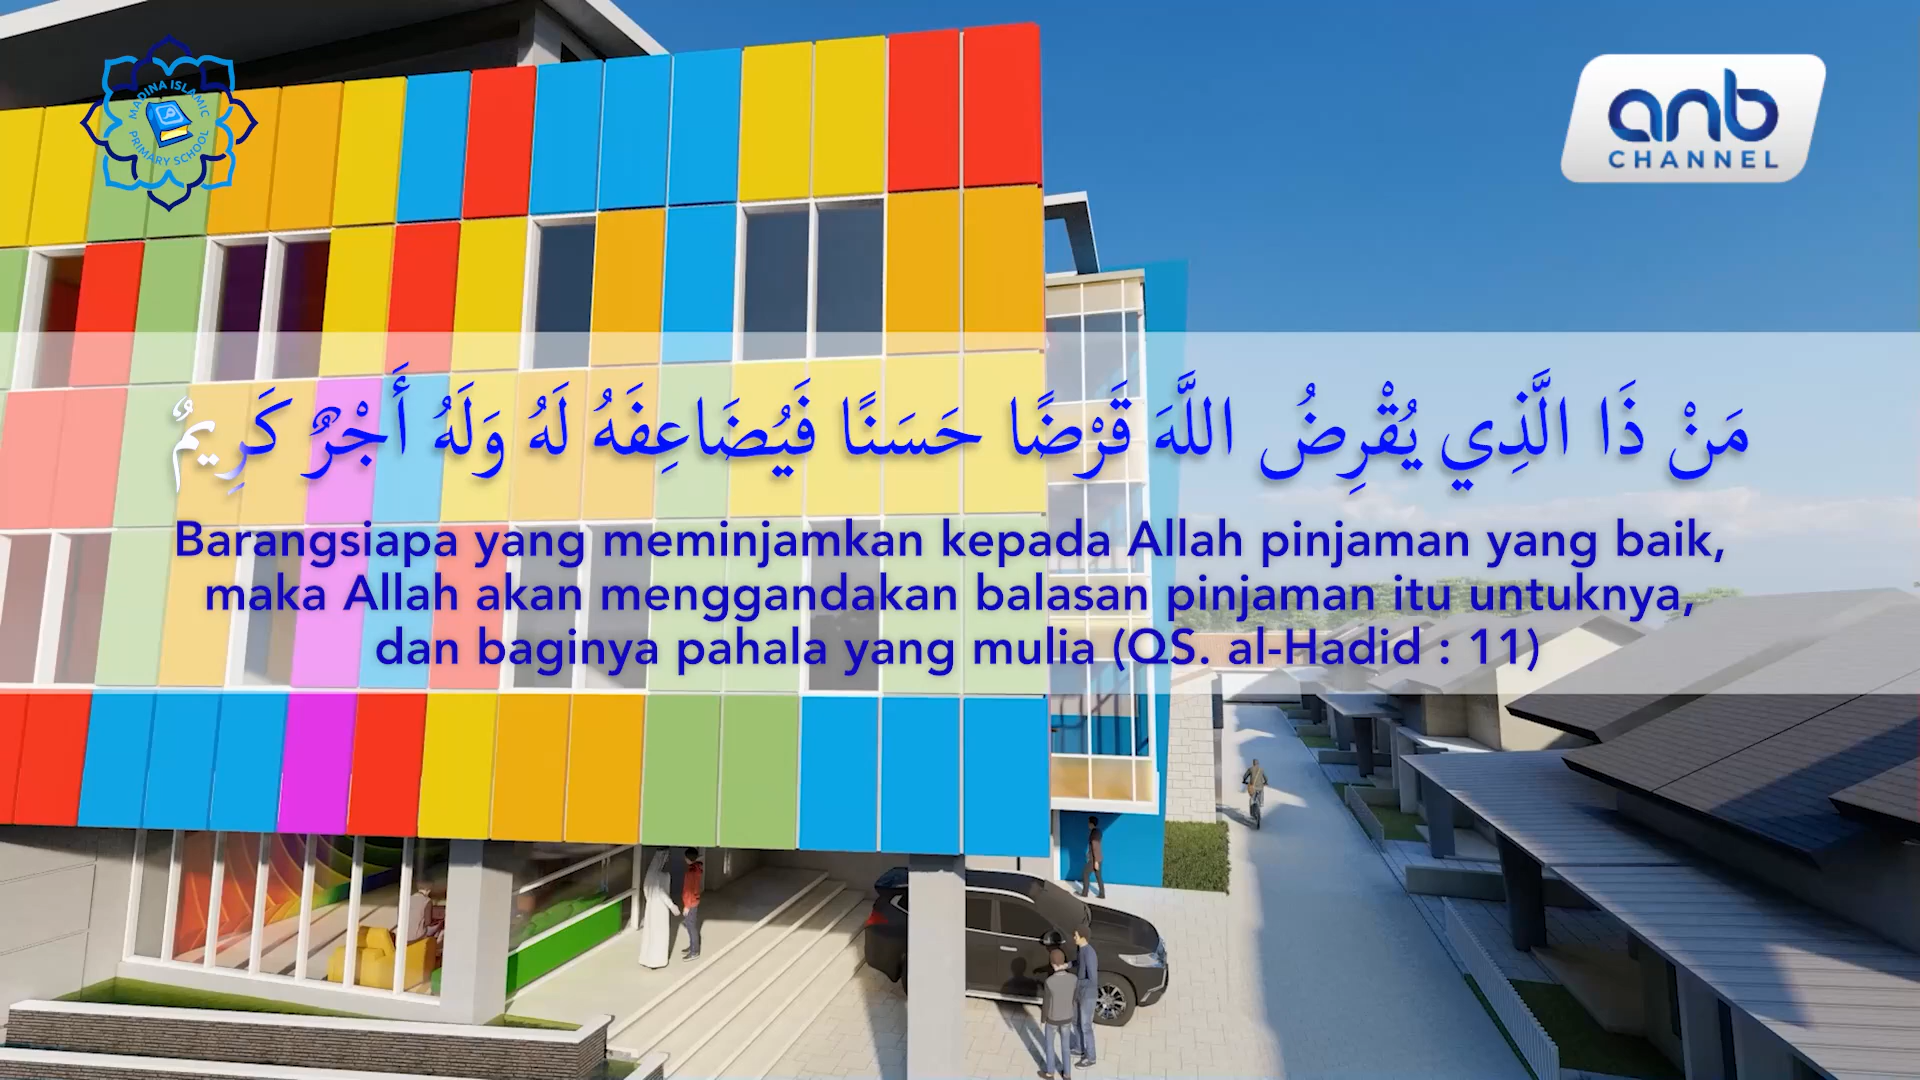 MADINA ISLAMIC
PRIMARY SCHOOL
anb
CHANNEL
مَنْ ذَا الَّذِي يُقْرِضُ اللَّهَ قَرْضًا حَسَنًا فَيُضَاعِفَهُ لَهُ وَلَهُ أَجْرٌ كَرِيمٌ
Barangsiapa yang meminjamkan kepada Allah pinjaman yang baik,
maka Allah akan menggandakan balasan pinjaman itu untuknya,
dan baginya pahala yang mulia (QS. al-Hadid : 11)